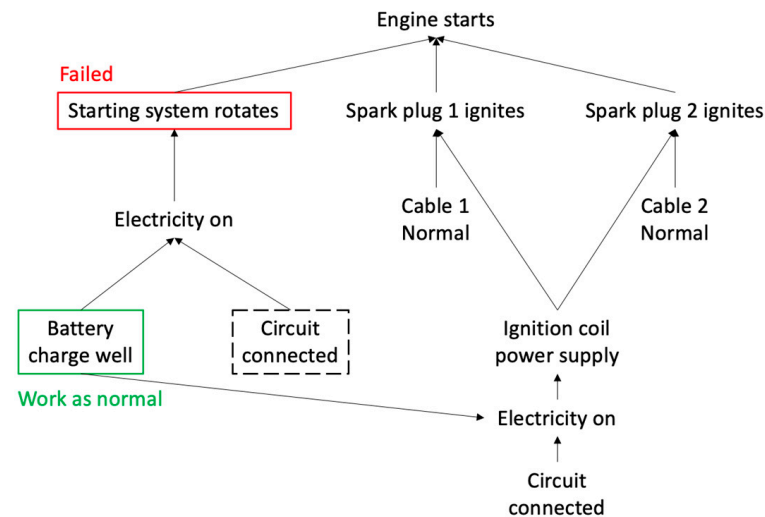 Engine starts
Failed
Starting system rotates
Spark plug 1 ignites
Spark plug 2 ignites
Cable 1
Normal
Cable 2
Normal
Electricity on
Battery
charge well
Circuit
connected
Ignition coil
power supply
Work as normal
Electricity on
Circuit
connected